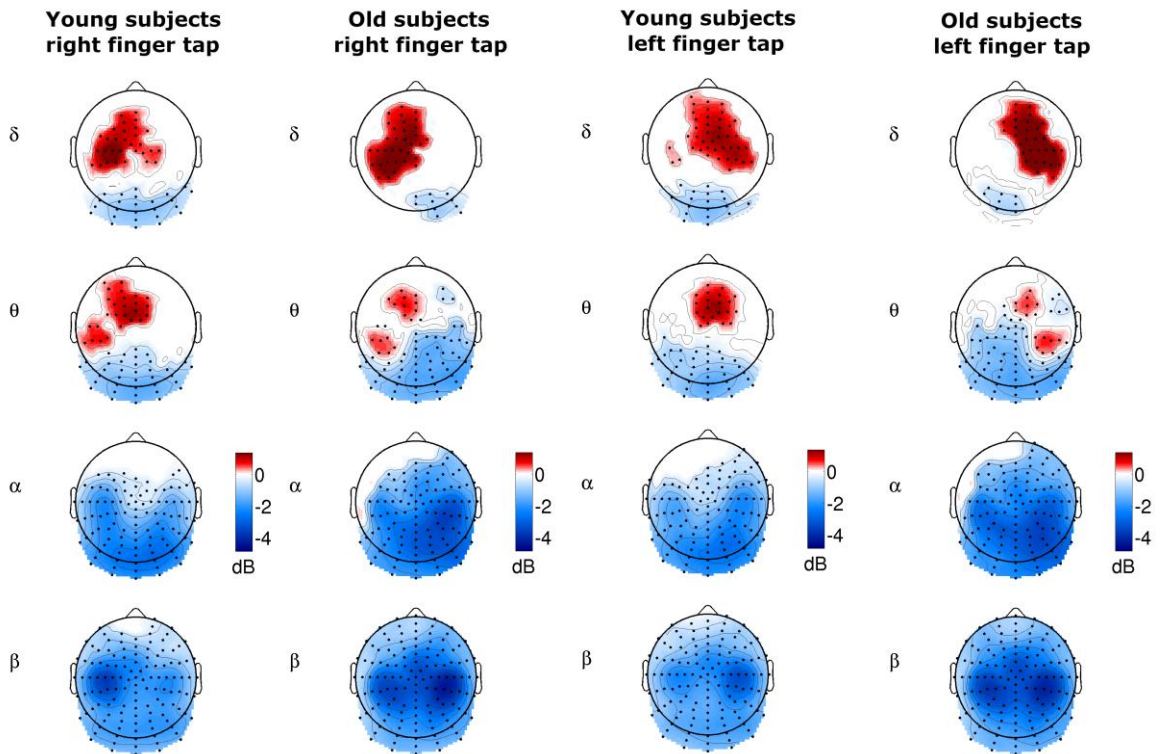 Young subjects
right finger tap
Old subjects
right finger tap
Young subjects
left finger tap
Old subjects
left finger tap
δ
δ
δ
δ
θ
θ
θ
θ
α
0
-2
-4
dB
α
0
-2
-4
dB
α
0
-2
-4
dB
α
0
-2
-4
dB
β
β
β
β